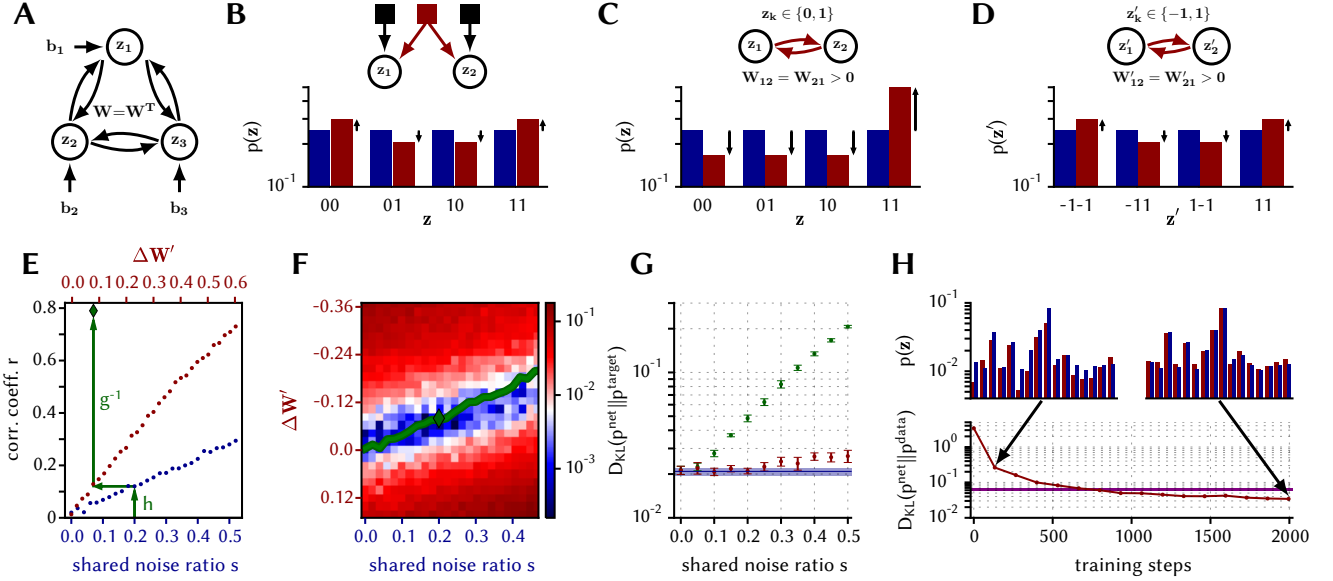 A
b₁
z₁
W=Wᵀ
z₂
z₃
b₂
b₃
B
z₁
z₂
p(z)
10⁻¹
00
01
10
11
z
C
zₖ ∈ {0, 1}
z₁
z₂
W₁₂ = W₂₁ > 0
p(z)
10⁻¹
00
01
10
11
z
D
z′ₖ ∈ {-1, 1}
z′₁
z′₂
W′₁₂ = W′₂₁ > 0
p(z′)
10⁻¹
-1-1
-11
1-1
11
z′
E
ΔW′
0.0 0.1 0.2 0.3 0.4 0.5 0.6
corr. coeff. r
0.8
0.6
0.4
0.2
0
g⁻¹
h
0.0 0.1 0.2 0.3 0.4 0.5
shared noise ratio s
F
ΔW′
-0.36
-0.24
-0.12
0.0
0.12
0.0 0.1 0.2 0.3 0.4
shared noise ratio s
10⁻¹
10⁻²
10⁻³
D_KL(p^net||p^target)
G
10⁻¹
10⁻²
0.0 0.1 0.2 0.3 0.4 0.5
shared noise ratio s
H
p(z)
10⁻¹
10⁻²
D_KL(p^net||p^data)
10⁰
10⁻¹
10⁻²
0 500 1000 1500 2000
training steps